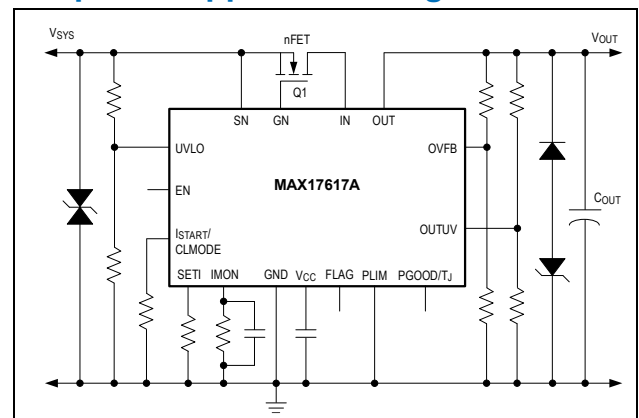 VSYS
nFET
VOUT
Q1
SN
GN
IN
OUT
UVLO
OVFB
MAX17617A
EN
COUT
ISTART/
CLMODE
OUTUV
SETI
IMON
GND
VCC
FLAG
PLIM
PGOOD/TJ